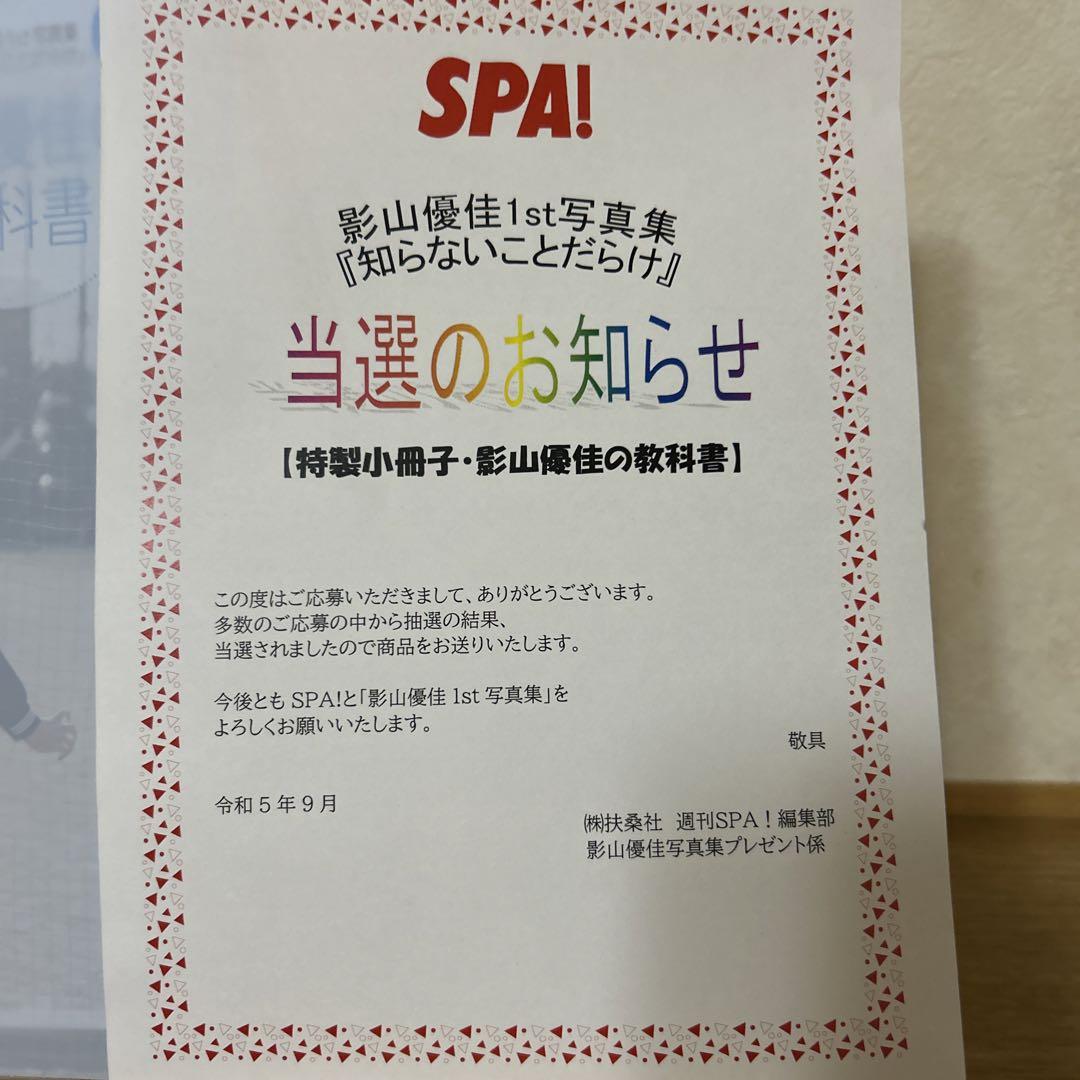 SPA!
影山優佳1st写真集
『知らないことだらけ』
当選のお知らせ
【特製小冊子・影山優佳の教科書】
この度はご応募いただきまして、ありがとうございます。
多数のご応募の中から抽選の結果、
当選されましたので商品をお送りいたします。
今後とも SPA!と「影山優佳 1st 写真集」を
よろしくお願いいたします。
敬具
令和 5 年 9 月
㈱扶桑社 週刊SPA!編集部
影山優佳写真集プレゼント係
科書